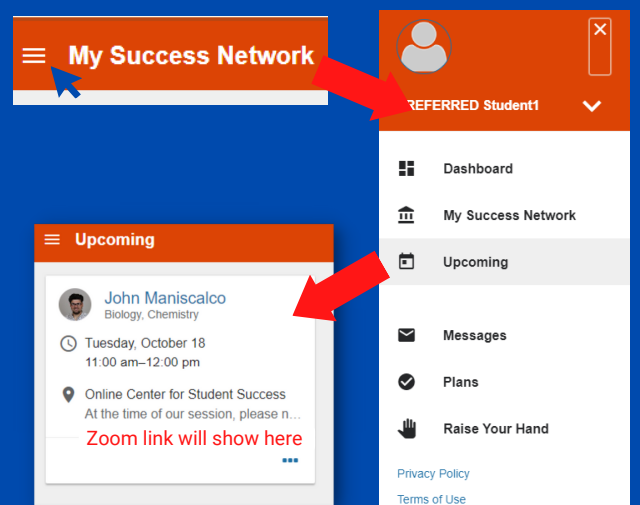 My Success Network
REFERRED Student1
Dashboard
My Success Network
Upcoming
Messages
Plans
Raise Your Hand
Privacy Policy
Terms of Use
Upcoming
John Maniscalco
Biology, Chemistry
Tuesday, October 18
11:00 am–12:00 pm
Online Center for Student Success
At the time of our session, please n...
Zoom link will show here